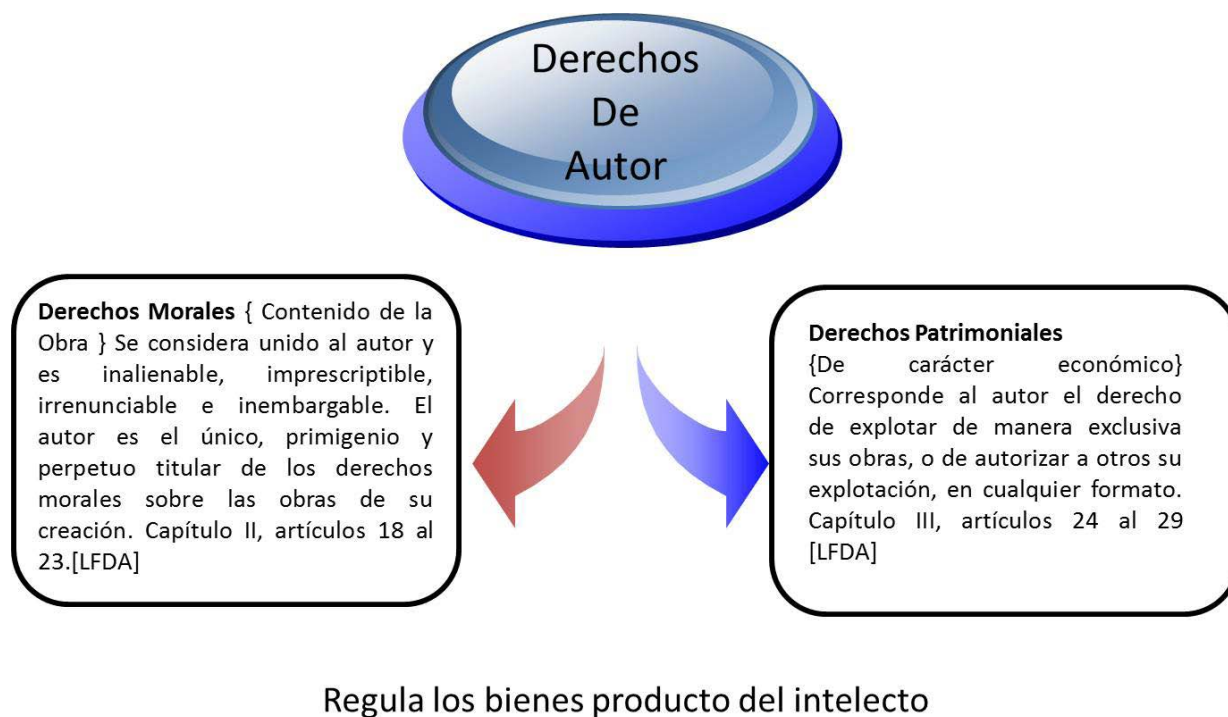 Derechos
De
Autor
Derechos Morales { Contenido de la
Obra } Se considera unido al autor y
es inalienable, imprescriptible,
irrenunciable e inembargable. El
autor es el único, primigenio y
perpetuo titular de los derechos
morales sobre las obras de su
creación. Capítulo II, artículos 18 al
23.[LFDA]
Derechos Patrimoniales
{De carácter económico}
Corresponde al autor el derecho
de explotar de manera exclusiva
sus obras, o de autorizar a otros su
explotación, en cualquier formato.
Capítulo III, artículos 24 al 29
[LFDA]
Regula los bienes producto del intelecto